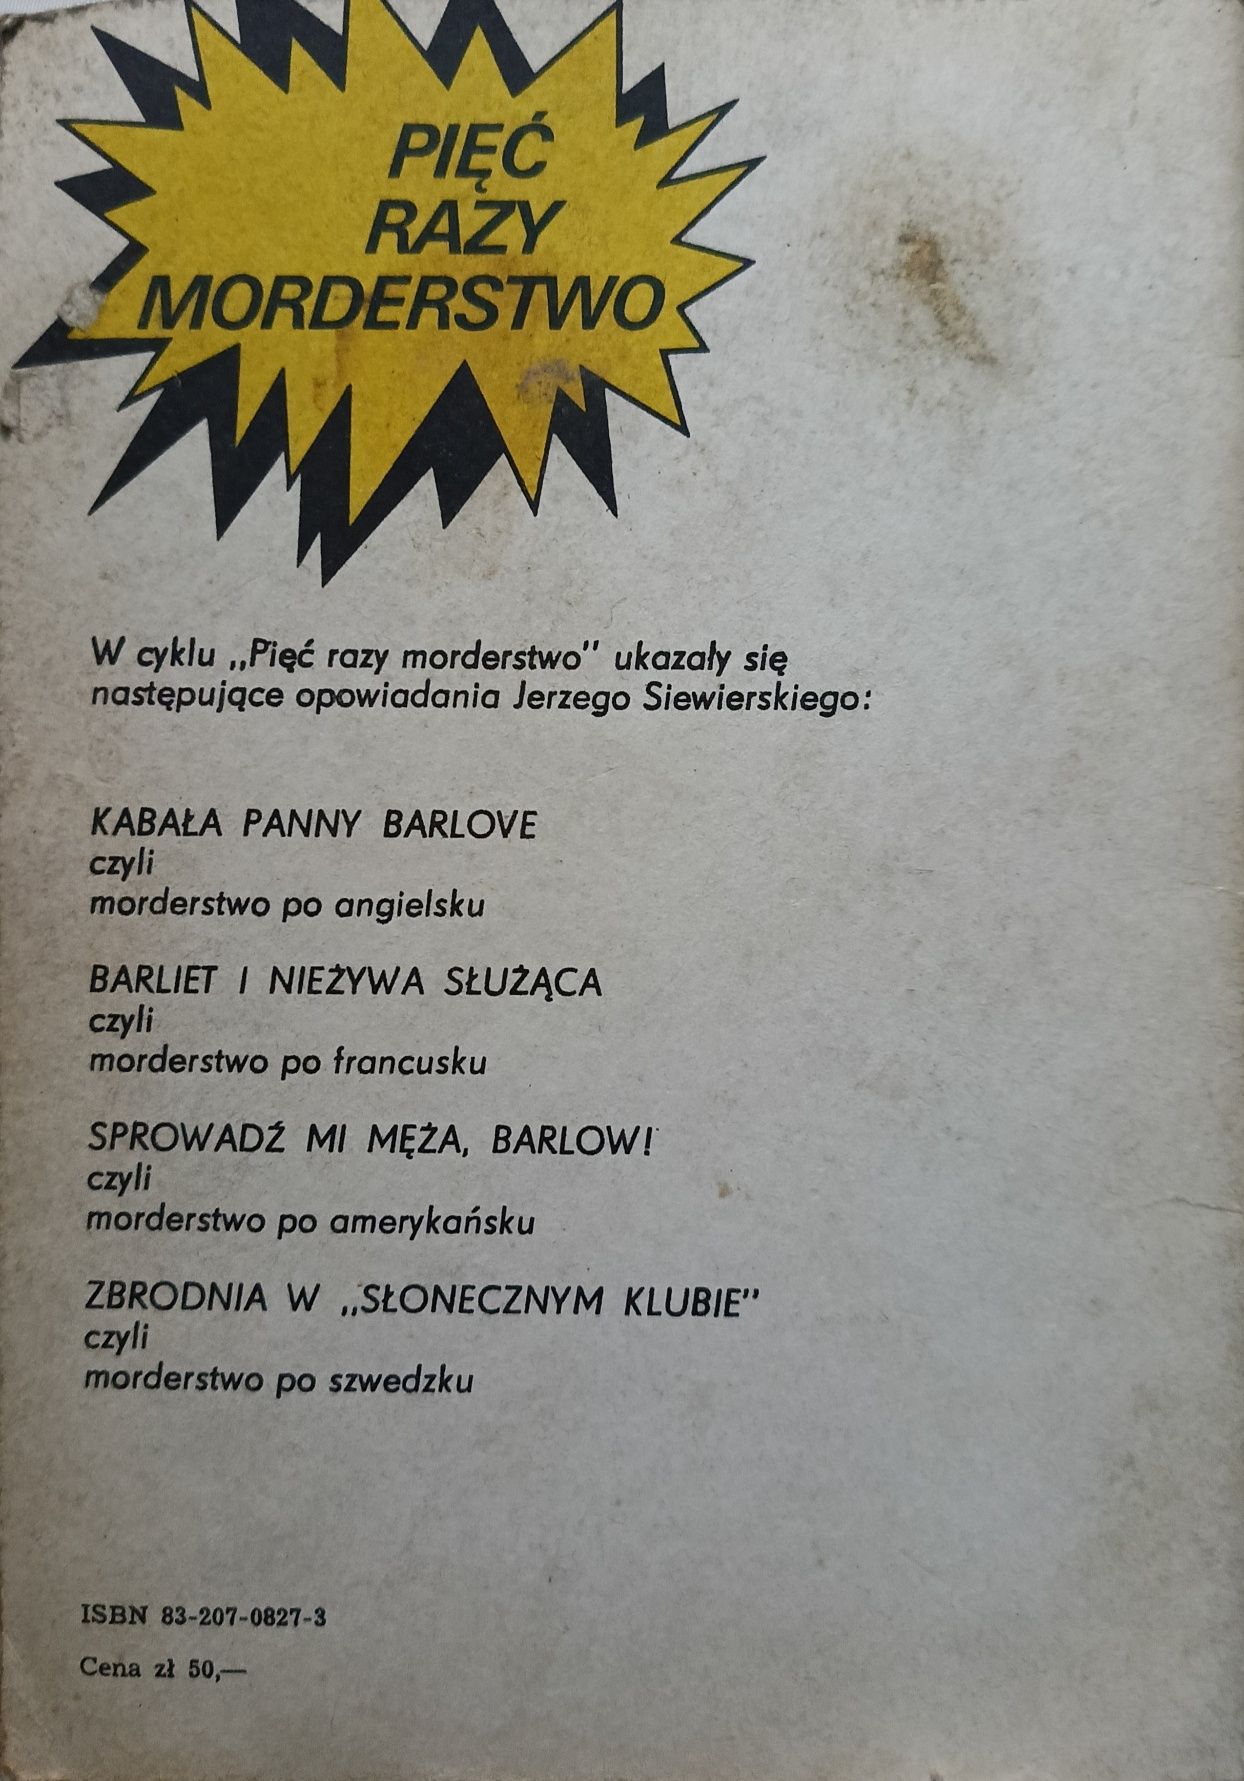 PIĘĆ
RAZY
MORDERSTWO
W cyklu „Pięć razy morderstwo” ukazały się
następujące opowiadania Jerzego Siewierskiego:
KABAŁA PANNY BARLOVE
czyli
morderstwo po angielsku
BARLIET I NIEŻYWA SŁUŻĄCA
czyli
morderstwo po francusku
SPROWADŹ MI MĘŻA, BARLOW!
czyli
morderstwo po amerykańsku
ZBRODNIA W „SŁONECZNYM KLUBIE”
czyli
morderstwo po szwedzku
ISBN 83-207-0827-3
Cena zł 50,—